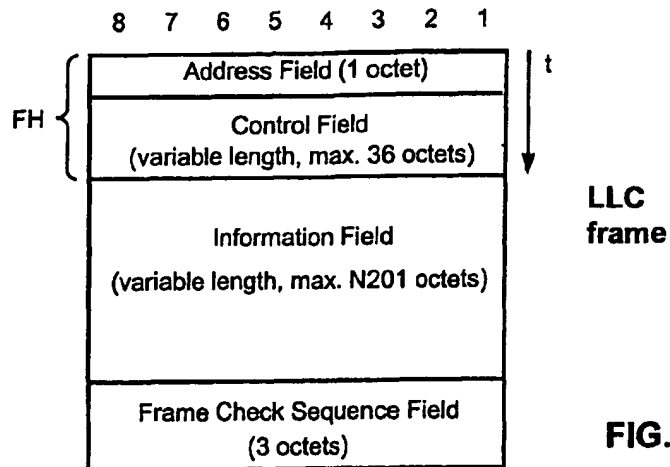 8 7 6 5 4 3 2 1
Address Field (1 octet)
t
FH
Control Field
(variable length, max. 36 octets)
LLC
frame
Information Field
(variable length, max. N201 octets)
Frame Check Sequence Field
(3 octets)
FIG.